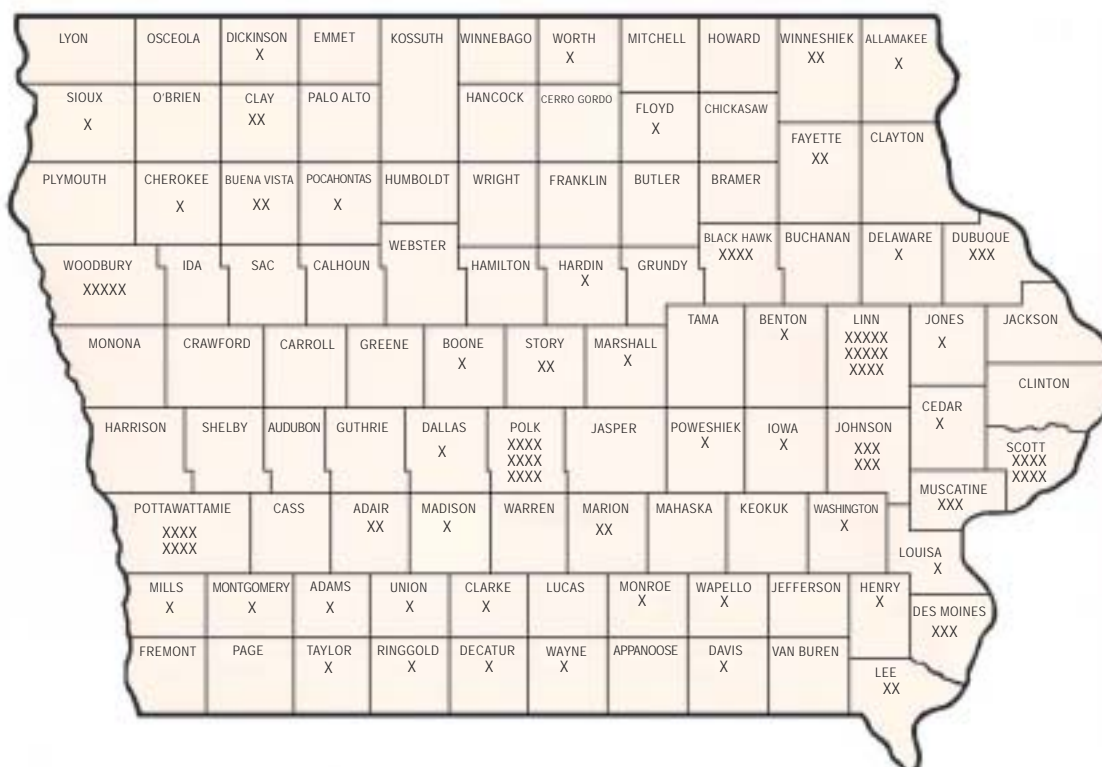 LYON OSCEOLA DICKINSON EMMET KOSSUTH WINNEBAGO WORTH MITCHELL HOWARD WINNESHIEK ALLAMAKEE
X X XX X
SIOUX O'BRIEN CLAY PALO ALTO HANCOCK CERRO GORDO FLOYD CHICKASAW
X XX X
FAYETTE CLAYTON
XX
PLYMOUTH CHEROKEE BUENA VISTA POCAHONTAS HUMBOLDT WRIGHT FRANKLIN BUTLER BRAMER
X XX X
WEBSTER BLACK HAWK BUCHANAN DELAWARE DUBUQUE
XXXX X XXX
WOODBURY IDA SAC CALHOUN HAMILTON HARDIN GRUNDY
XXXXX X
TAMA BENTON LINN JONES JACKSON
X XXXXX X
XXXXX
XXXX
MONONA CRAWFORD CARROLL GREENE BOONE STORY MARSHALL
X XX X
CLINTON
CEDAR
X
HARRISON SHELBY AUDUBON GUTHRIE DALLAS POLK JASPER POWESHIEK IOWA JOHNSON
X XXXX X X XXX
XXXX XXX
XXXX
SCOTT
XXXX
XXXX
MUSCATINE
XXX
POTTAWATTAMIE CASS ADAIR MADISON WARREN MARION MAHASKA KEOKUK WASHINGTON
XXXX XX X XX X
XXXX
LOUISA
X
MILLS MONTGOMERY ADAMS UNION CLARKE LUCAS MONROE WAPELLO JEFFERSON HENRY
X X X X X X X X
DES MOINES
XXX
FREMONT PAGE TAYLOR RINGGOLD DECATUR WAYNE APPANOOSE DAVIS VAN BUREN
X X X X X
LEE
XX